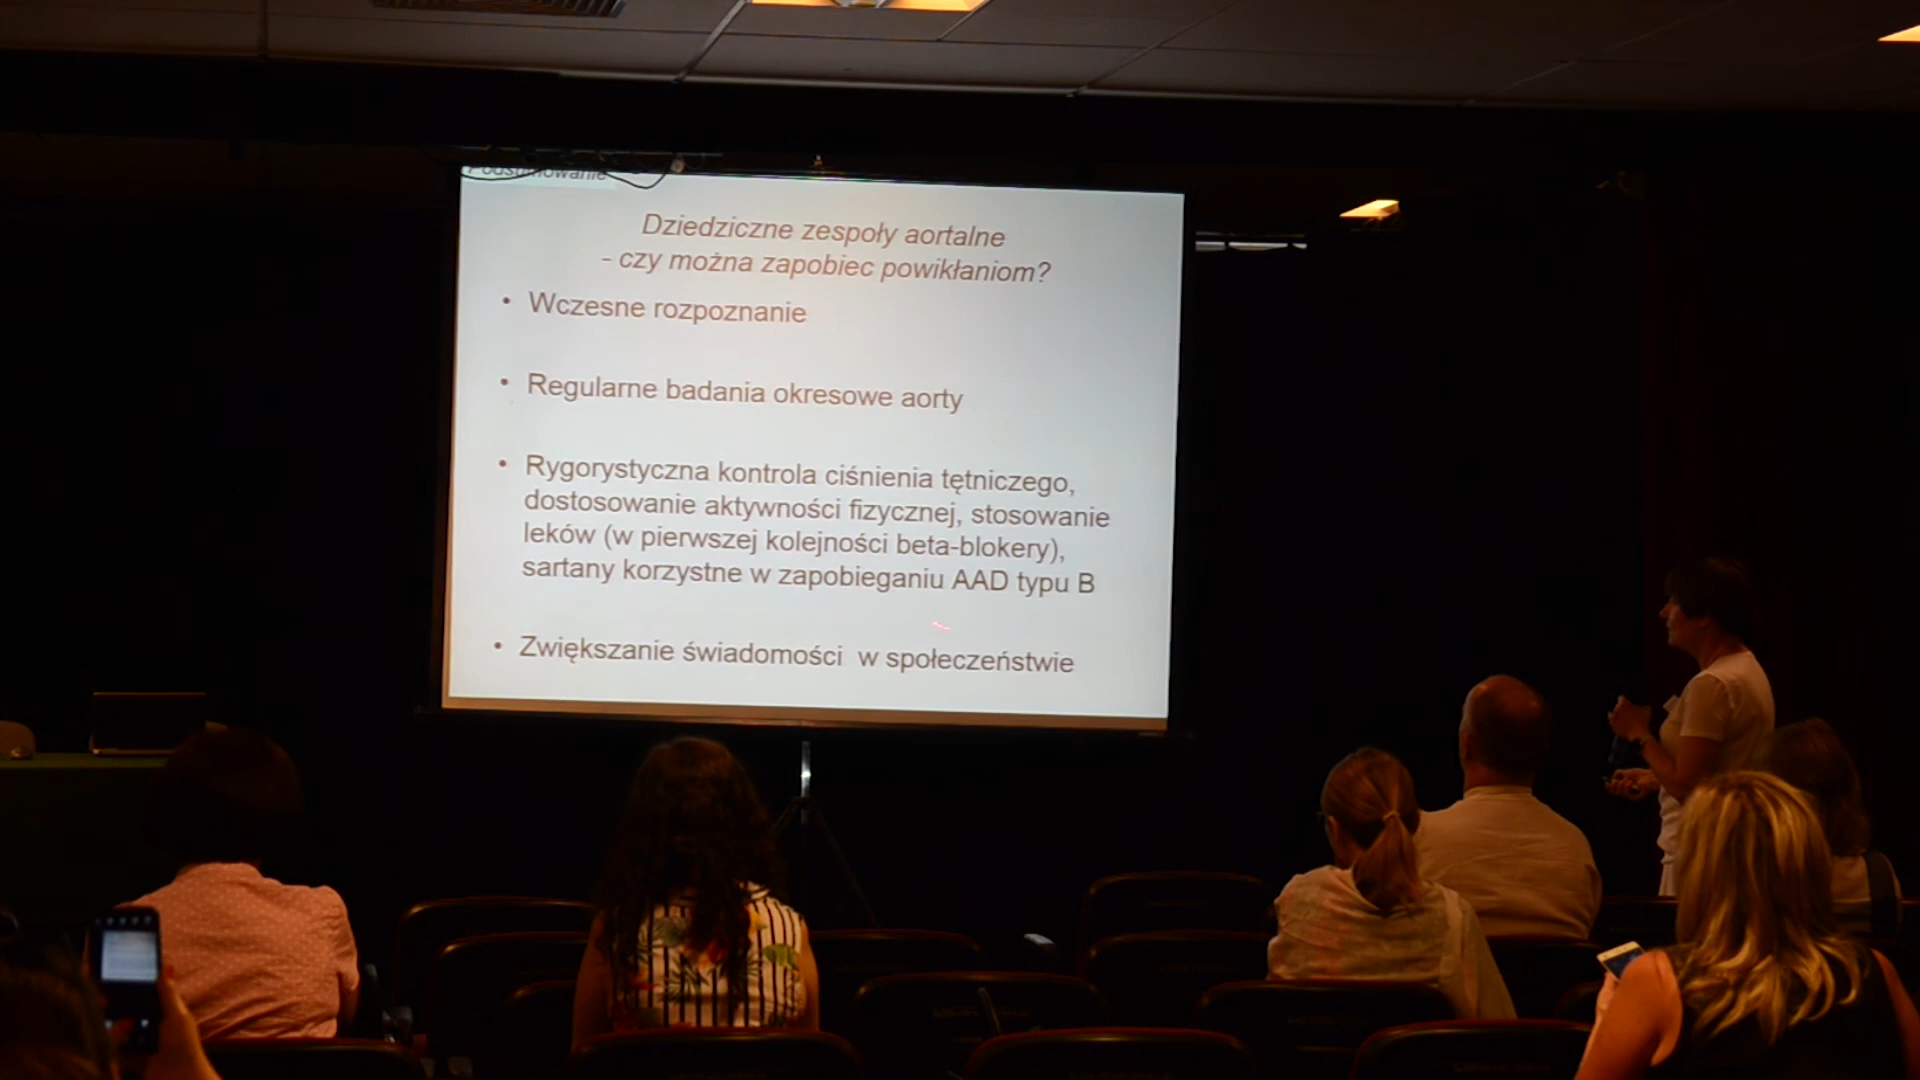 Podsumowanie
Dziedziczne zespoły aortalne
- czy można zapobiec powikłaniom?
• Wczesne rozpoznanie
• Regularne badania okresowe aorty
• Rygorystyczna kontrola ciśnienia tętniczego,
dostosowanie aktywności fizycznej, stosowanie
leków (w pierwszej kolejności beta-blokery),
sartany korzystne w zapobieganiu AAD typu B
• Zwiększanie świadomości w społeczeństwie